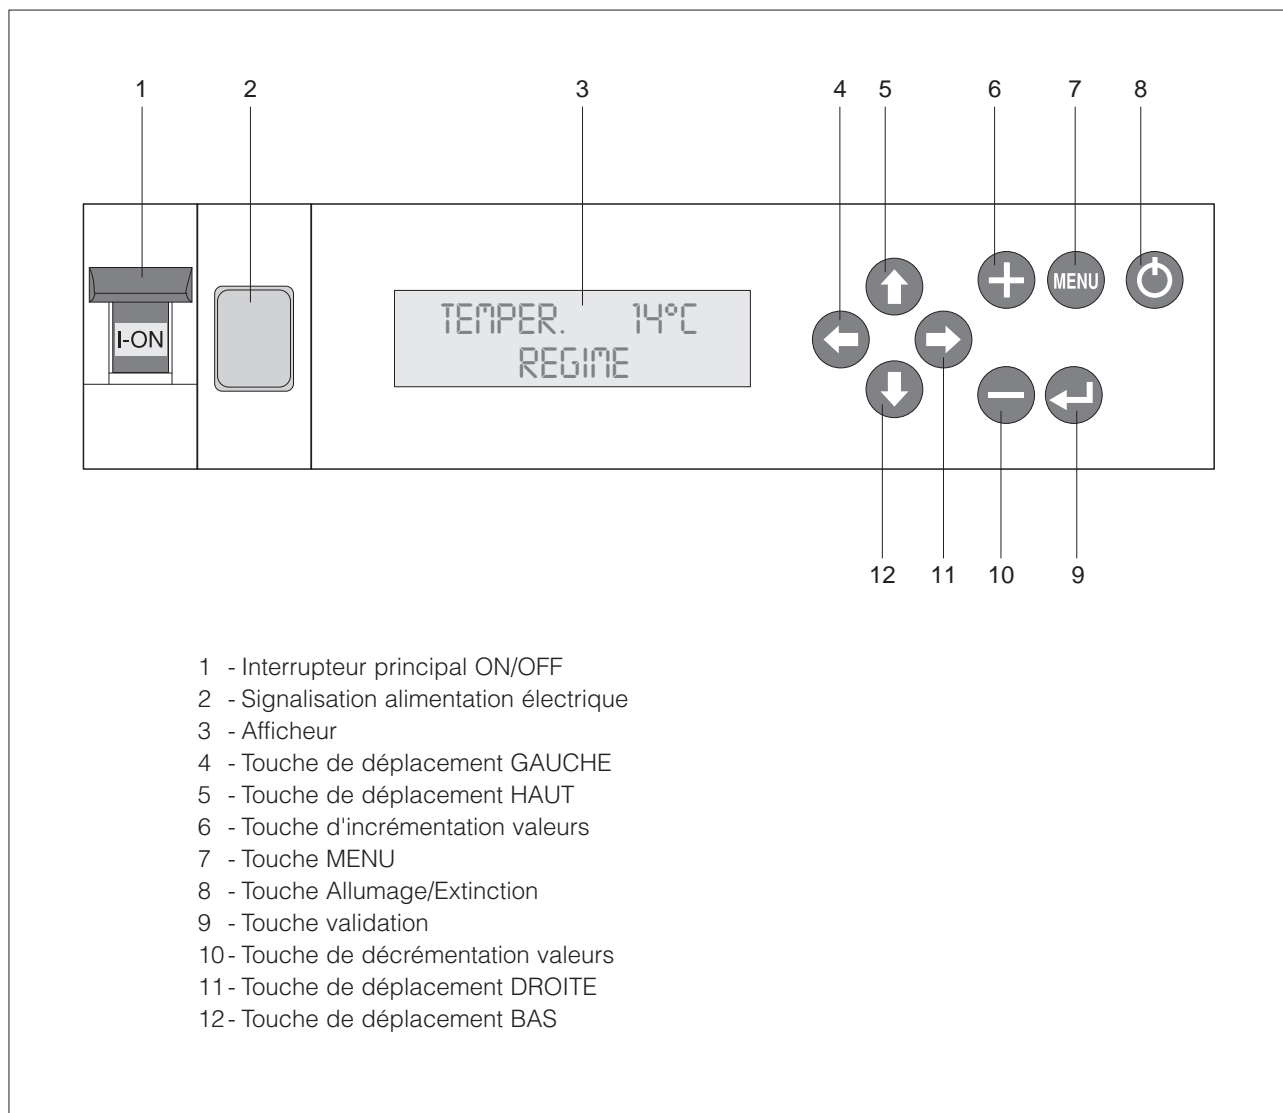 1 2 3 4 5 6 7 8
I-ON
TEMPER. 14°C
REGIME
MENU
12 11 10 9
1 - Interrupteur principal ON/OFF
2 - Signalisation alimentation électrique
3 - Afficheur
4 - Touche de déplacement GAUCHE
5 - Touche de déplacement HAUT
6 - Touche d'incrémentation valeurs
7 - Touche MENU
8 - Touche Allumage/Extinction
9 - Touche validation
10- Touche de décrémentation valeurs
11- Touche de déplacement DROITE
12- Touche de déplacement BAS